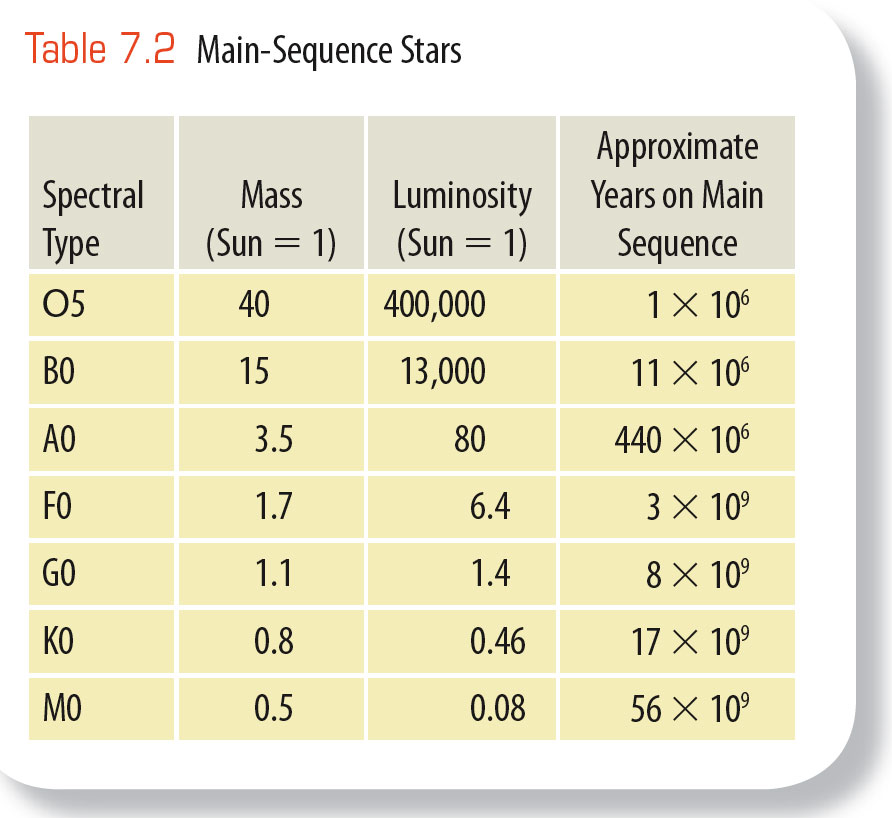 Table 7.2 Main-Sequence Stars
Spectral Type Mass (Sun = 1) Luminosity (Sun = 1) Approximate Years on Main Sequence
O5 40 400,000 1 × 10⁶
B0 15 13,000 11 × 10⁶
A0 3.5 80 440 × 10⁶
F0 1.7 6.4 3 × 10⁹
G0 1.1 1.4 8 × 10⁹
K0 0.8 0.46 17 × 10⁹
M0 0.5 0.08 56 × 10⁹